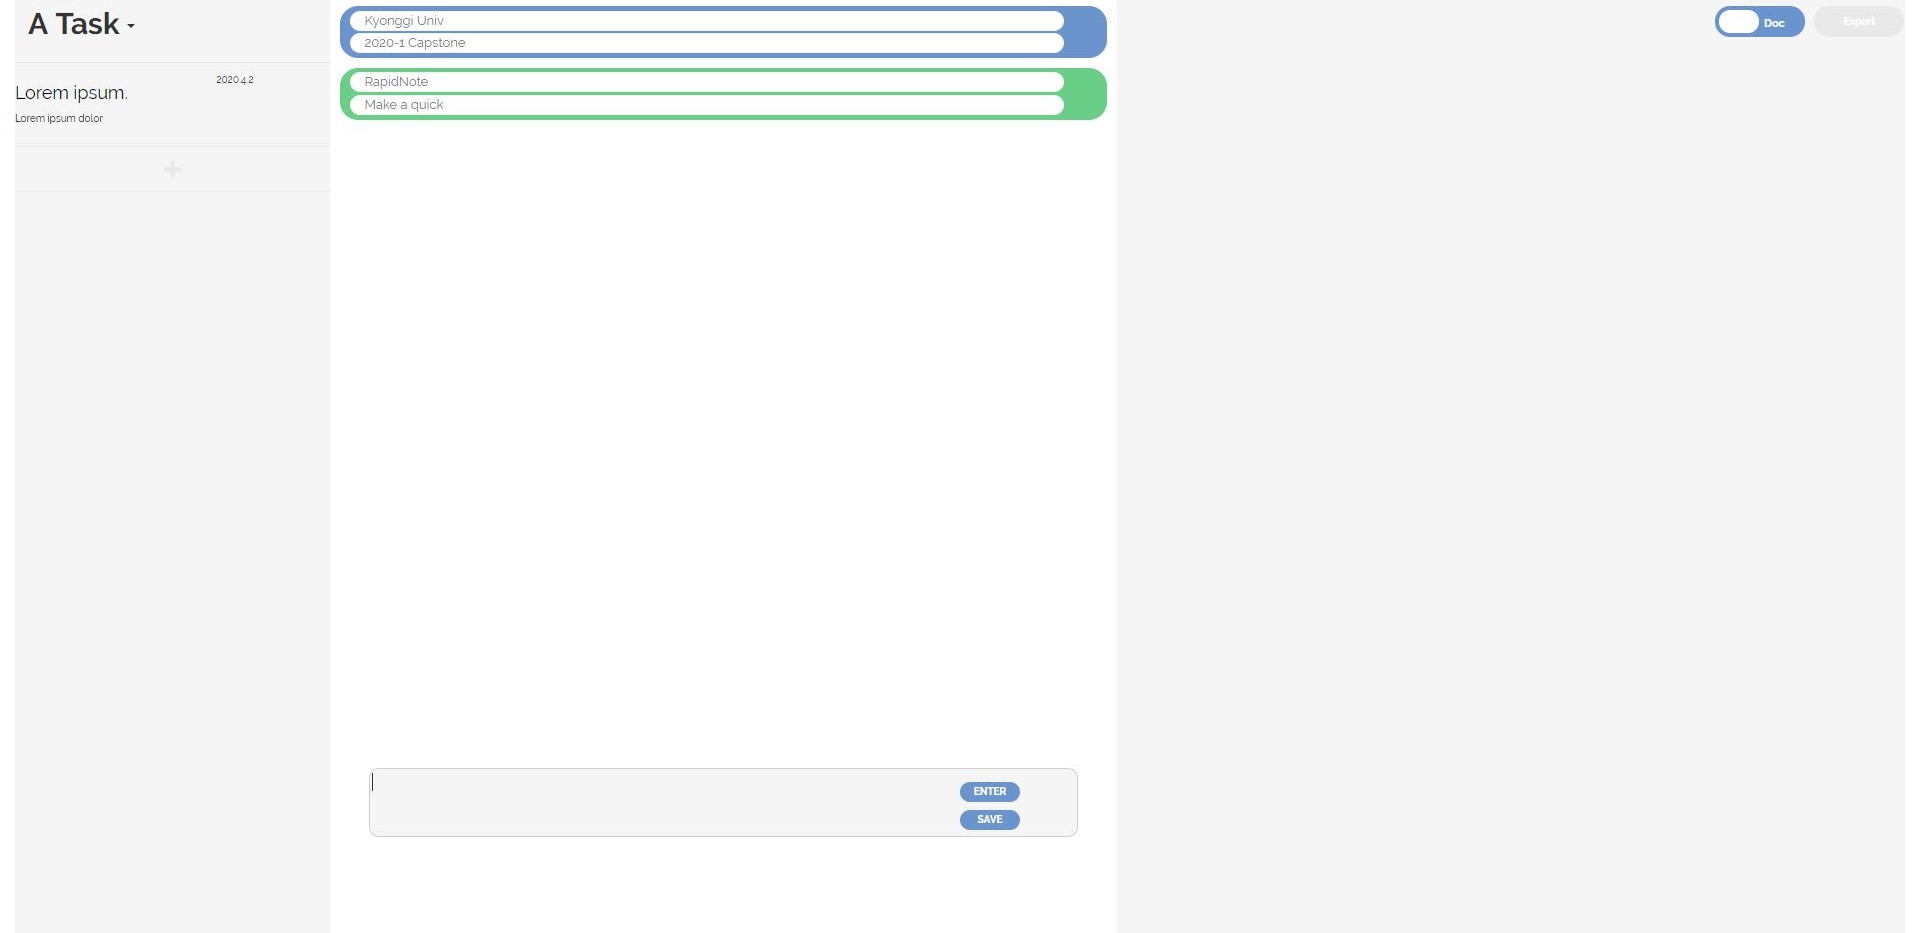 A Task
2020.4.2
Lorem ipsum.
Lorem ipsum dolor
Kyonggi Univ
2020-1 Capstone
RapidNote
Make a quick
ENTER
SAVE
Doc
Export